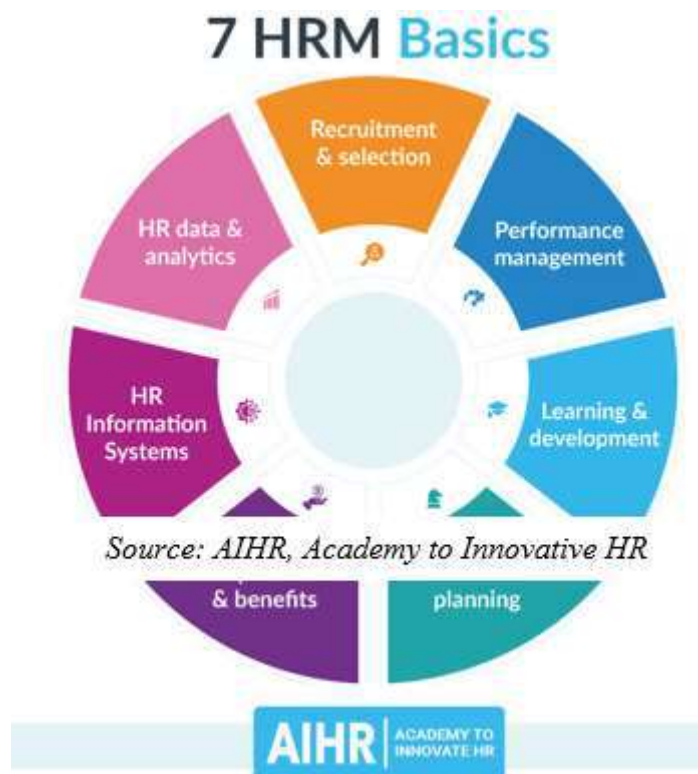 7 HRM Basics
Recruitment
& selection
Performance
management
Learning &
development
planning
& benefits
HR
Information
Systems
HR data &
analytics
Source: AIHR, Academy to Innovative HR
AIHR
ACADEMY TO
INNOVATE HR